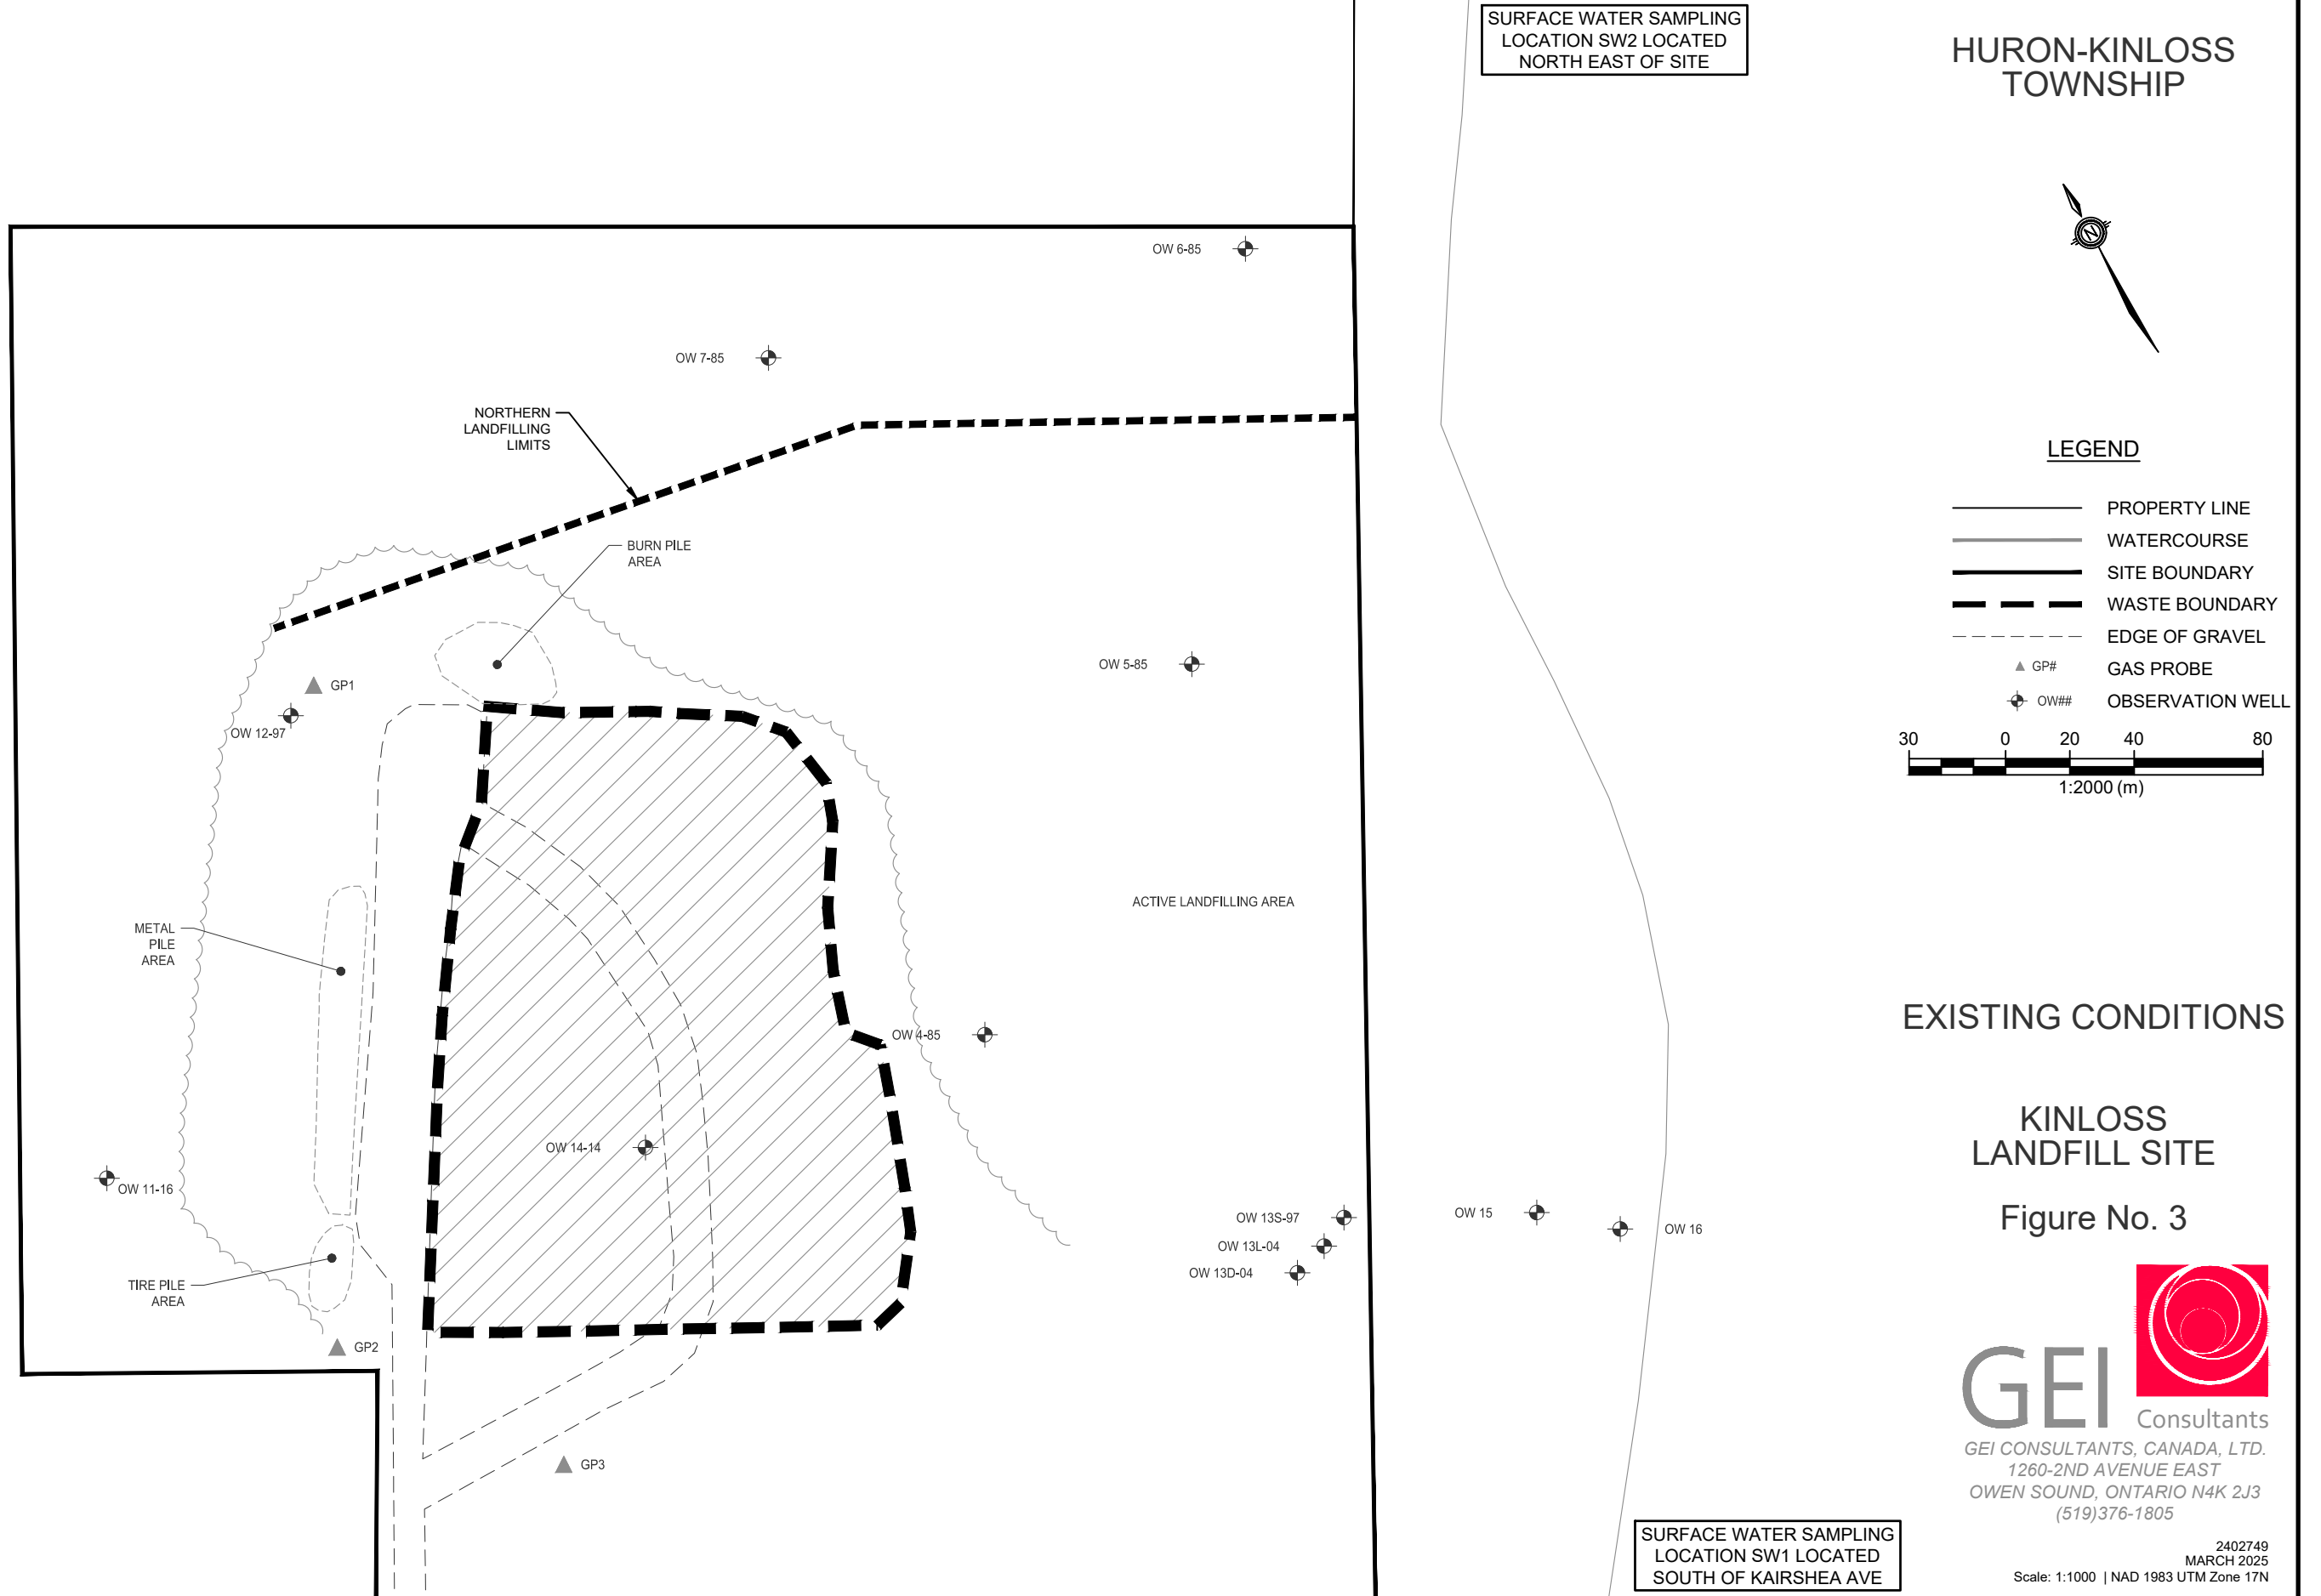 SURFACE WATER SAMPLING
LOCATION SW2 LOCATED
NORTH EAST OF SITE
HURON-KINLOSS
TOWNSHIP
N
OW 6-85
OW 7-85
NORTHERN
LANDFILLING
LIMITS
BURN PILE
AREA
LEGEND
PROPERTY LINE
WATERCOURSE
SITE BOUNDARY
WASTE BOUNDARY
EDGE OF GRAVEL
GP# GAS PROBE
OW## OBSERVATION WELL
30 0 20 40 80
1:2000 (m)
OW 5-85
GP1
OW 12-97
ACTIVE LANDFILLING AREA
METAL
PILE
AREA
OW 4-85
EXISTING CONDITIONS
KINLOSS
LANDFILL SITE
Figure No. 3
OW 14-14
OW 11-16
OW 13S-97
OW 13L-04
OW 13D-04
OW 15
OW 16
TIRE PILE
AREA
GP2
GP3
GEI
Consultants
GEI CONSULTANTS, CANADA, LTD.
1260-2ND AVENUE EAST
OWEN SOUND, ONTARIO N4K 2J3
(519)376-1805
SURFACE WATER SAMPLING
LOCATION SW1 LOCATED
SOUTH OF KAIRSHEA AVE
2402749
MARCH 2025
Scale: 1:1000 | NAD 1983 UTM Zone 17N